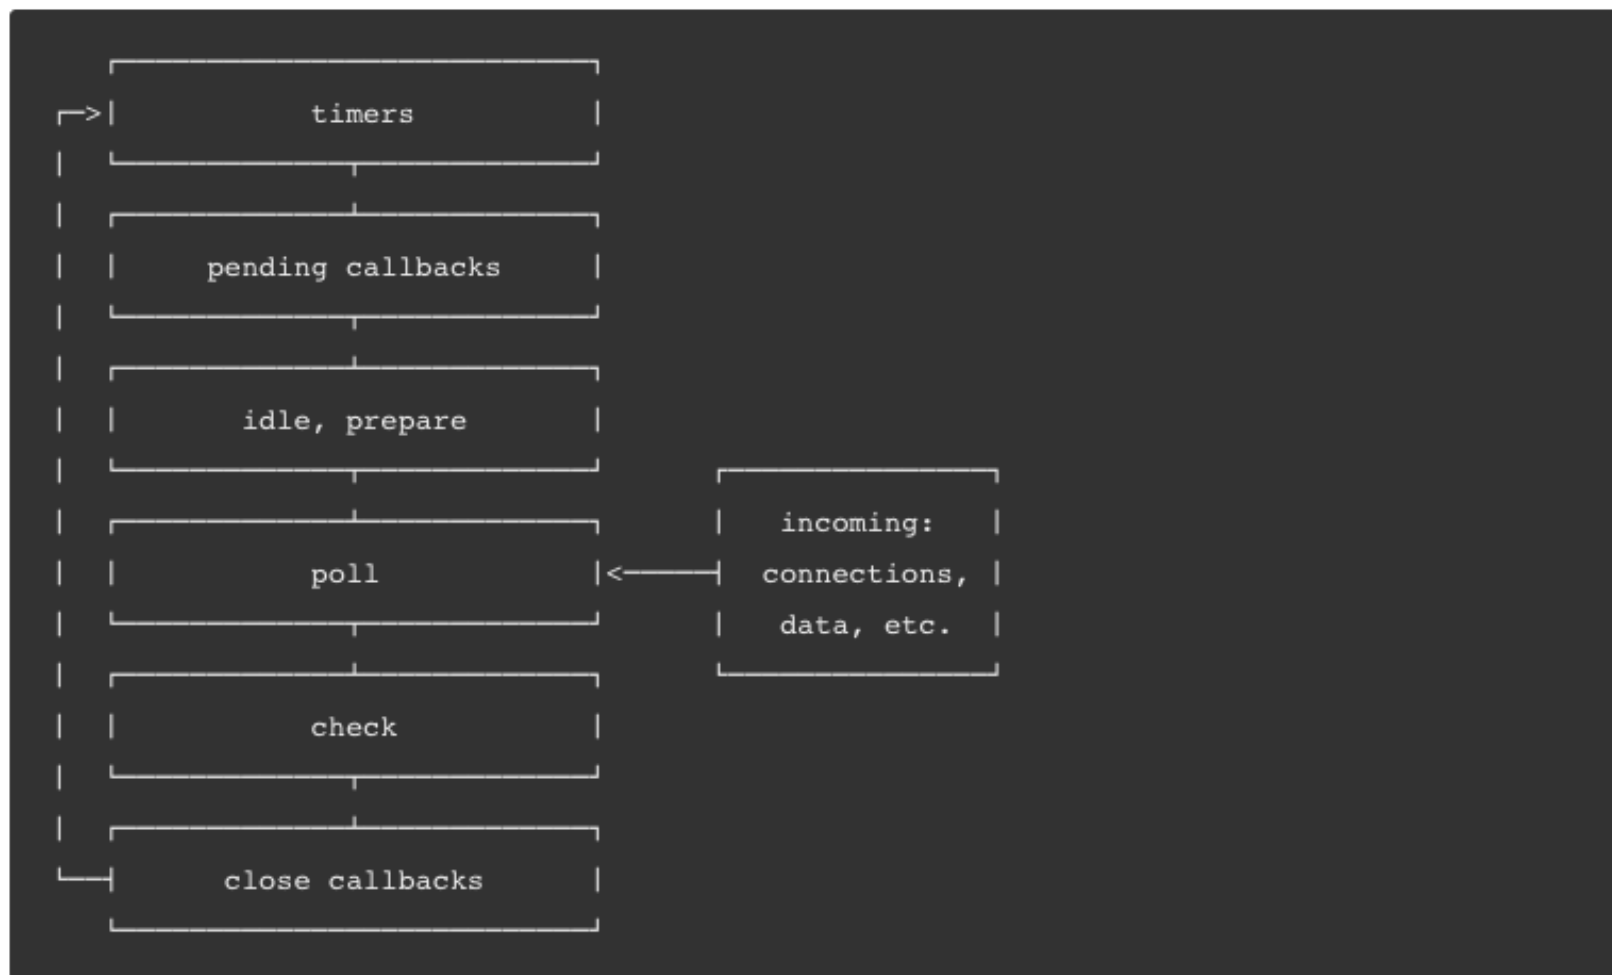 timers
pending callbacks
idle, prepare
incoming:
poll
connections,
data, etc.
check
close callbacks